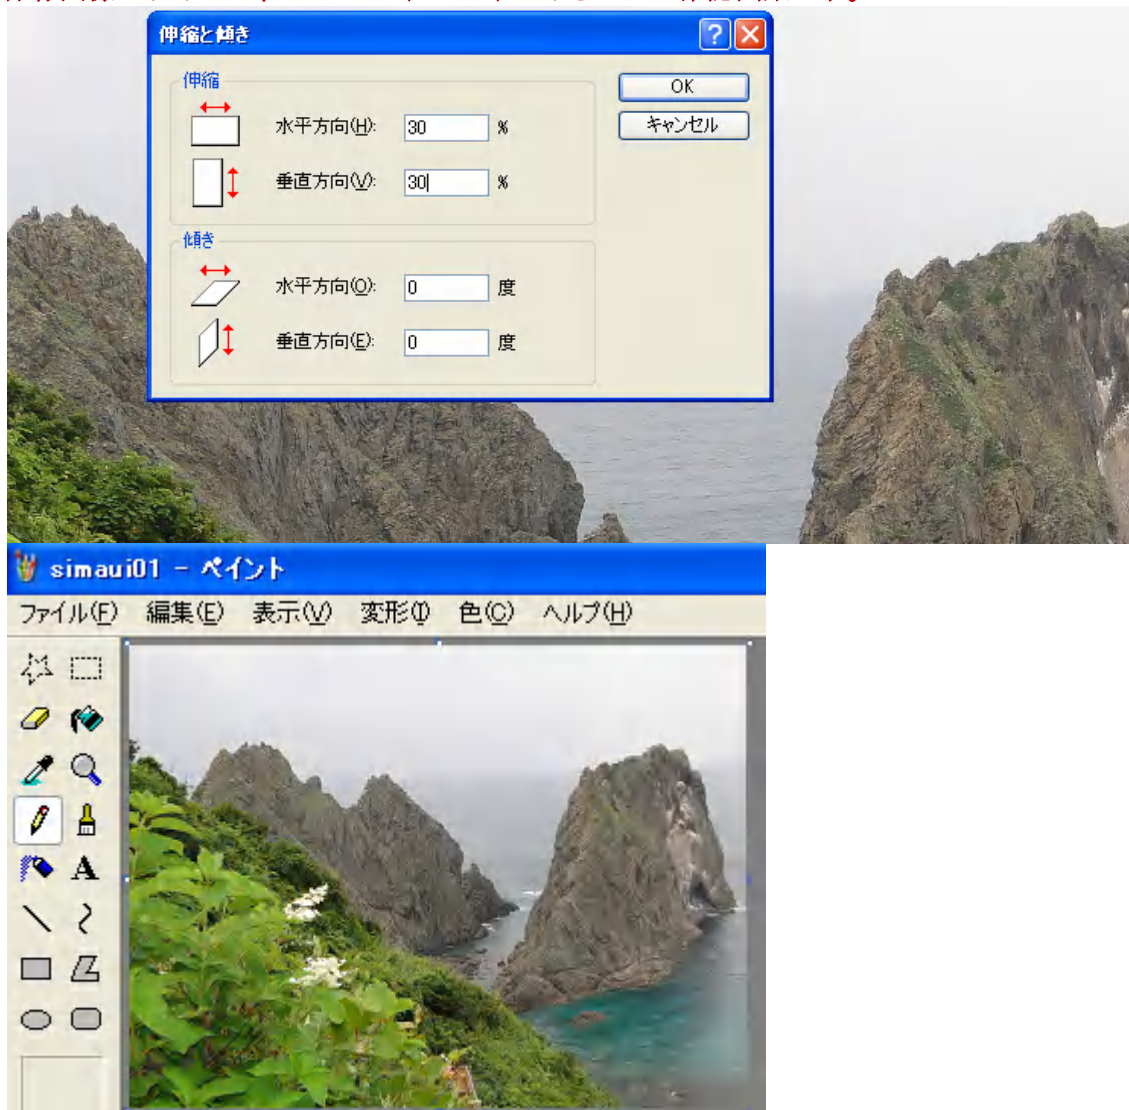 伸縮と傾き
伸縮
OK
水平方向(H): 30 %
キャンセル
垂直方向(V): 30 %
傾き
水平方向(O): 0 度
垂直方向(E): 0 度
simaui01 - ペイント
ファイル(F) 編集(E) 表示(V) 変形(I) 色(C) ヘルプ(H)
A